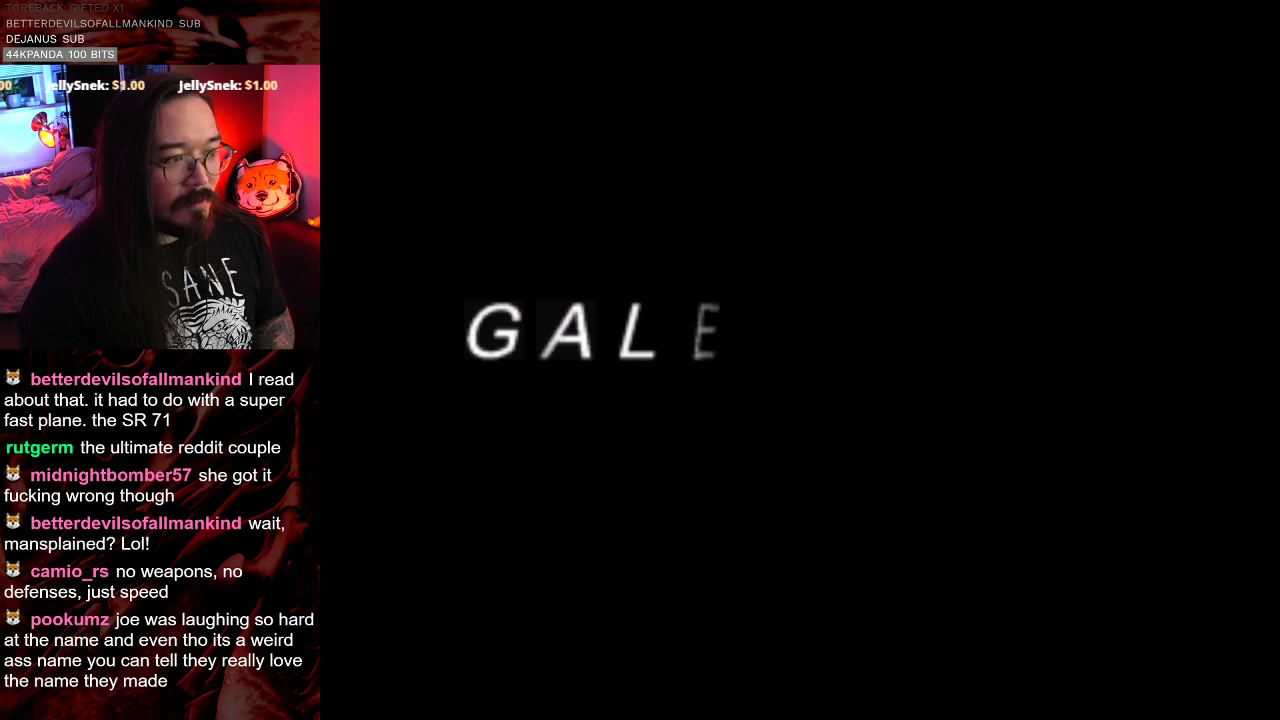 TOREBACK GIFTED X1
BETTERDEVILSOFALLMANKIND SUB
DEJANUS SUB
44KPANDA 100 BITS
00 JellySnek: $1.00 JellySnek: $1.00
SANE
GALE
betterdevilsofallmankind I read
about that. it had to do with a super
fast plane. the SR 71
rutgerm the ultimate reddit couple
midnightbomber57 she got it
fucking wrong though
betterdevilsofallmankind wait,
mansplained? Lol!
camio_rs no weapons, no
defenses, just speed
pookumz joe was laughing so hard
at the name and even tho its a weird
ass name you can tell they really love
the name they made